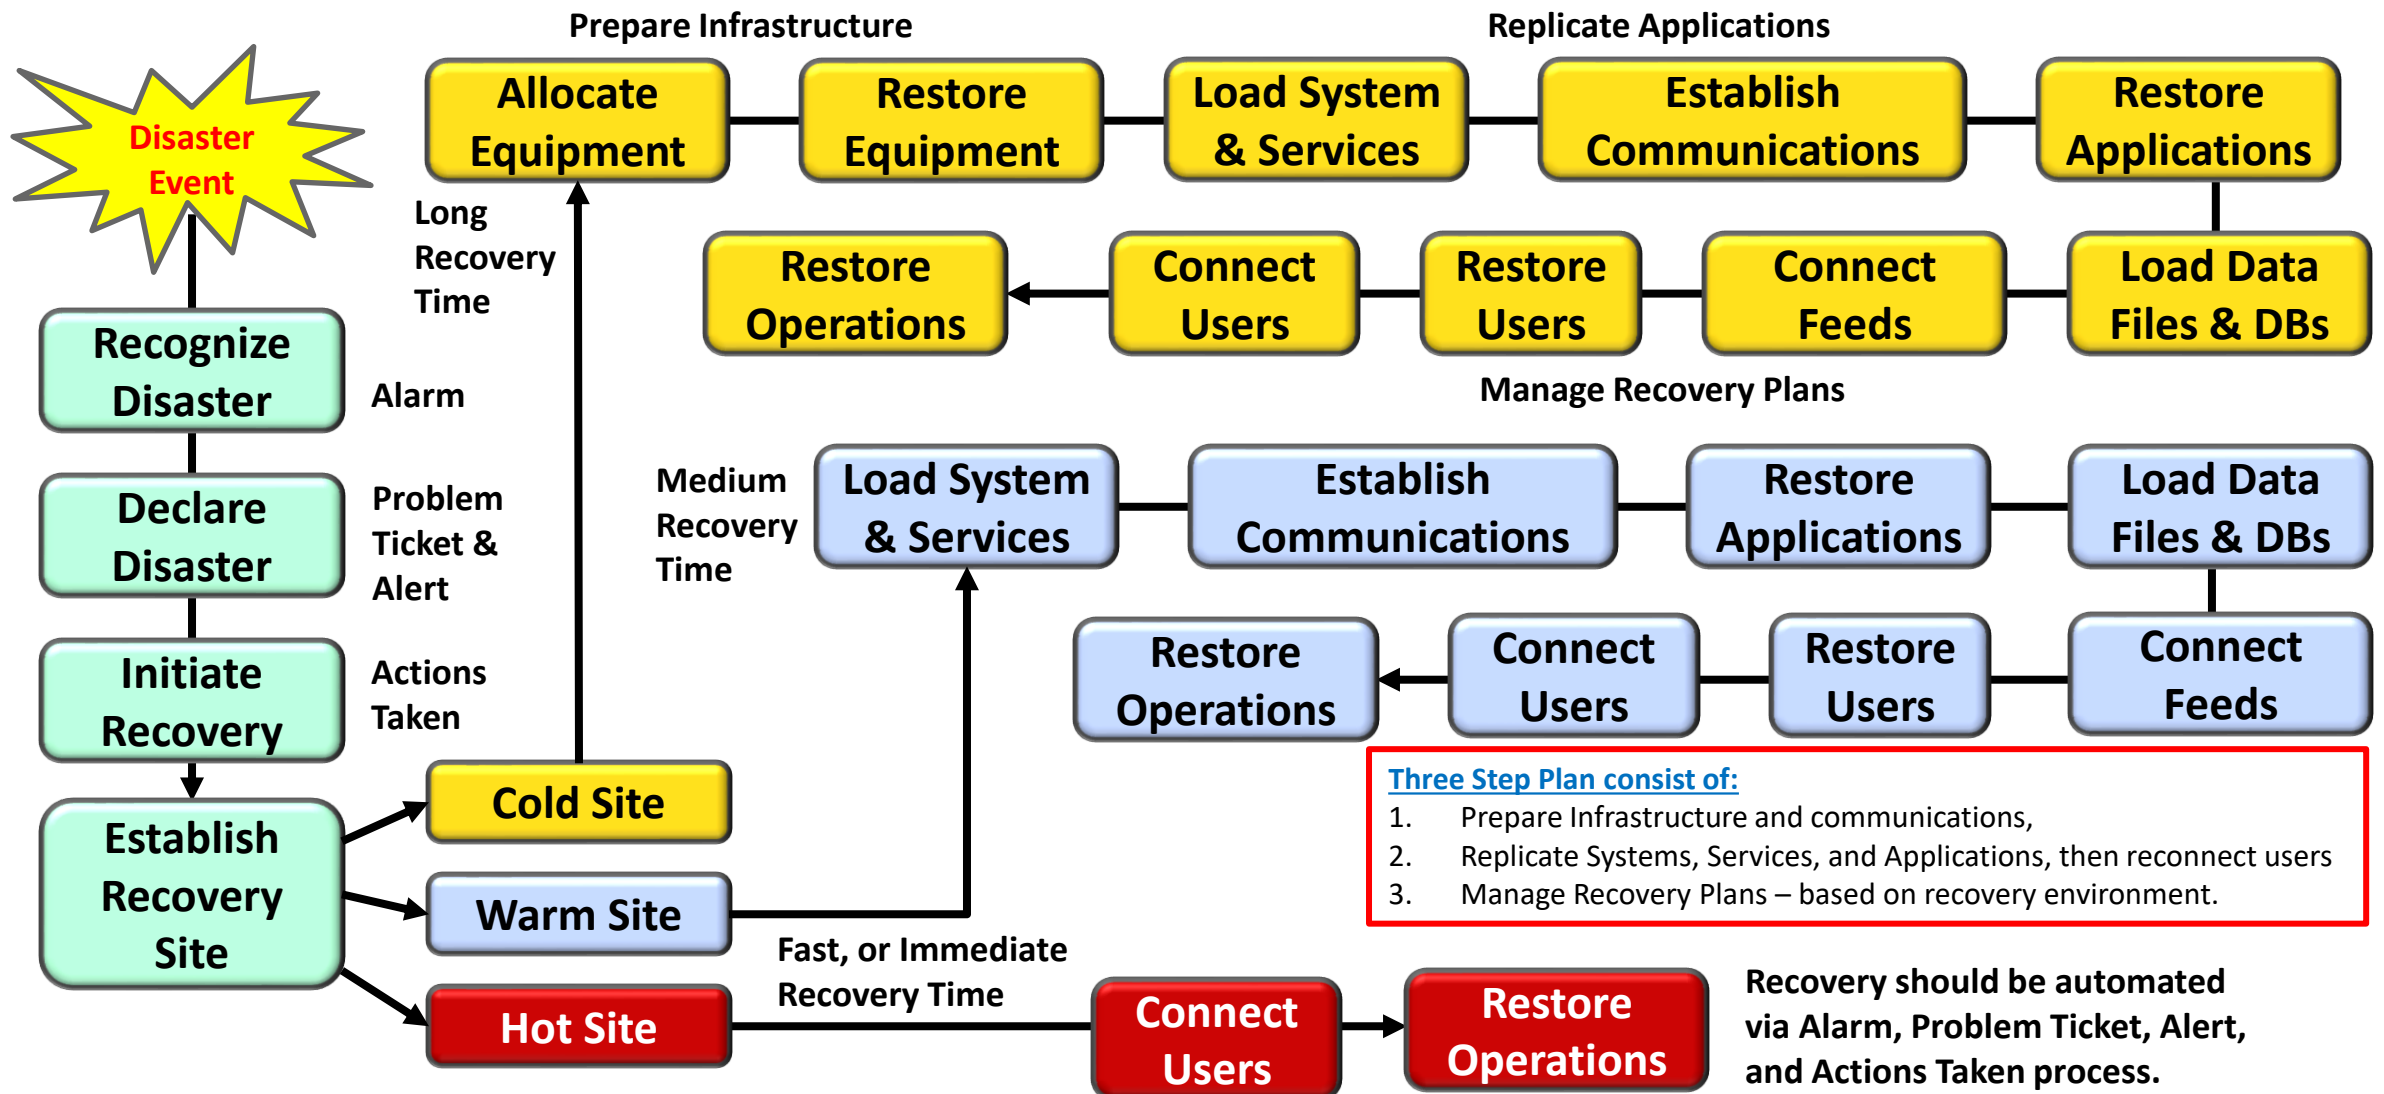 Prepare Infrastructure
Replicate Applications
Disaster
Event
Allocate
Equipment
Restore
Equipment
Load System
& Services
Establish
Communications
Restore
Applications
Long
Recovery
Time
Restore
Operations
Connect
Users
Restore
Users
Connect
Feeds
Load Data
Files & DBs
Manage Recovery Plans
Recognize
Disaster
Alarm
Declare
Disaster
Problem
Ticket &
Alert
Medium
Recovery
Time
Load System
& Services
Establish
Communications
Restore
Applications
Load Data
Files & DBs
Initiate
Recovery
Actions
Taken
Restore
Operations
Connect
Users
Restore
Users
Connect
Feeds
Establish
Recovery
Site
Cold Site
Warm Site
Hot Site
Three Step Plan consist of:
1. Prepare Infrastructure and communications,
2. Replicate Systems, Services, and Applications, then reconnect users
3. Manage Recovery Plans – based on recovery environment.
Fast, or Immediate
Recovery Time
Connect
Users
Restore
Operations
Recovery should be automated
via Alarm, Problem Ticket, Alert,
and Actions Taken process.